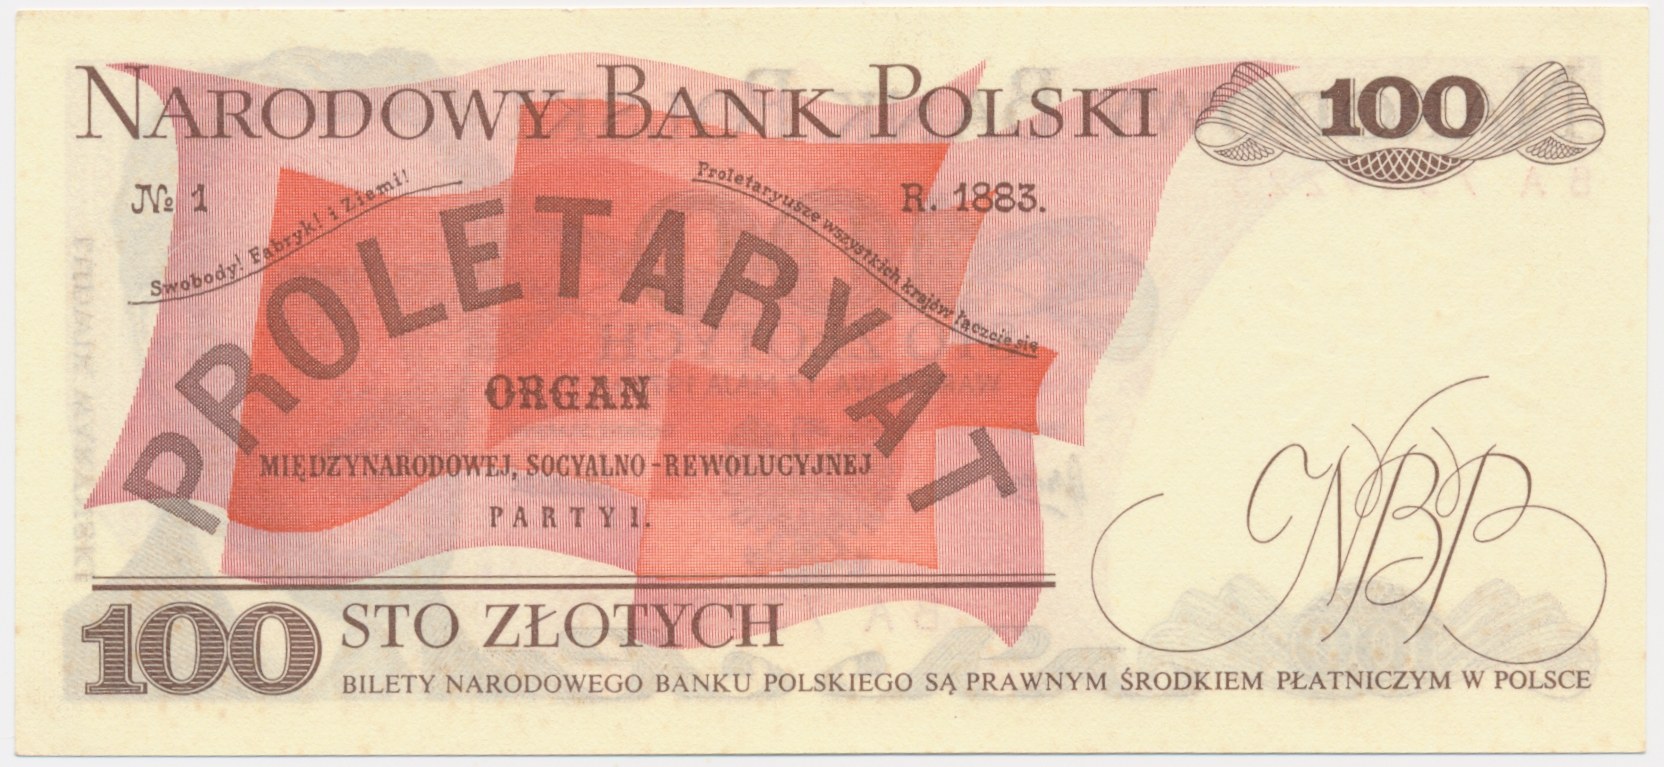 NARODOWY BANK POLSKI
100
№ 1
R. 1883.
Swobody! Fabryk! i Ziemi!
Proletaryusze wszystkich krajów łączcie się
PROLETARYAT
ORGAN
MIĘDZYNARODOWEJ, SOCYALNO-REWOLUCYJNEJ
PARTYI.
NBP
100 STO ZŁOTYCH
BILETY NARODOWEGO BANKU POLSKIEGO SĄ PRAWNYM ŚRODKIEM PŁATNICZYM W POLSCE